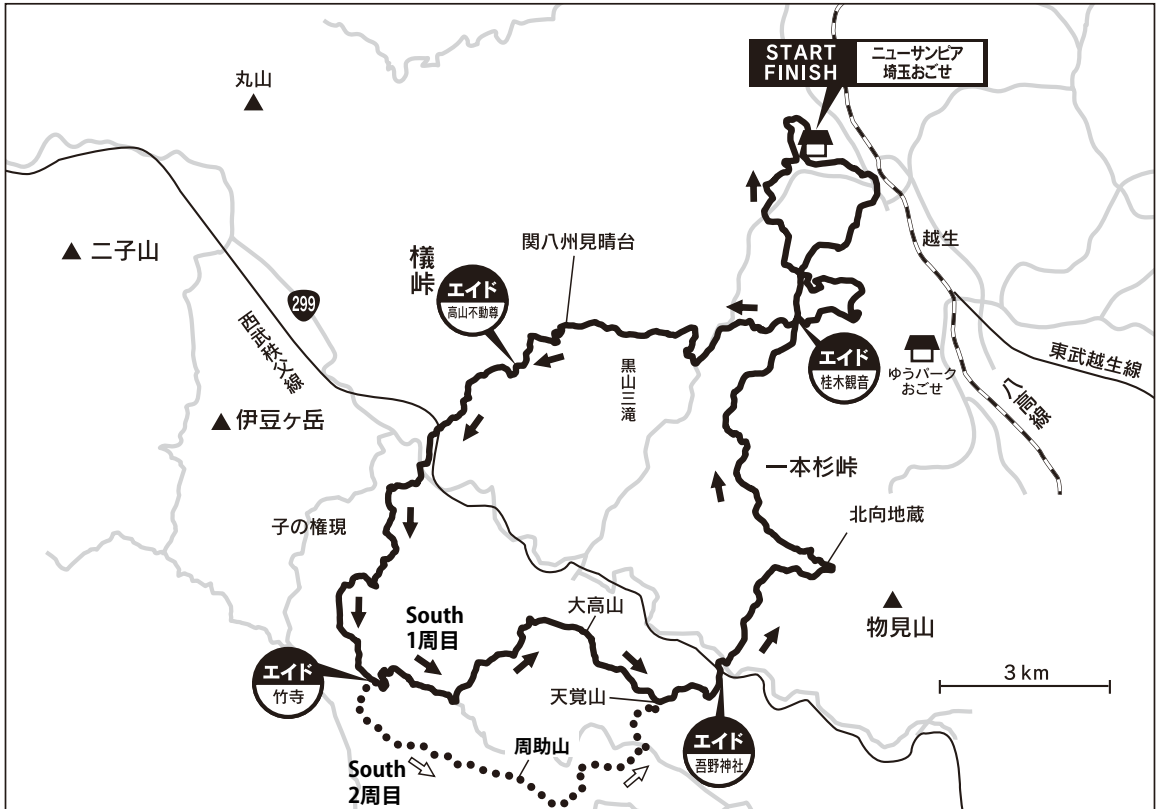 START
FINISH
ニューサンピア
埼玉おごせ
丸山
二子山
299
西武秩父線
檥峠
エイド
高山不動尊
関八州見晴台
越生
エイド
桂木観音
ゆうパーク
おごせ
東武越生線
八高線
黒山三滝
伊豆ヶ岳
一本杉峠
北向地蔵
子の権現
物見山
大高山
South
1周目
エイド
竹寺
天覚山
3 km
エイド
吾野神社
周助山
South
2周目